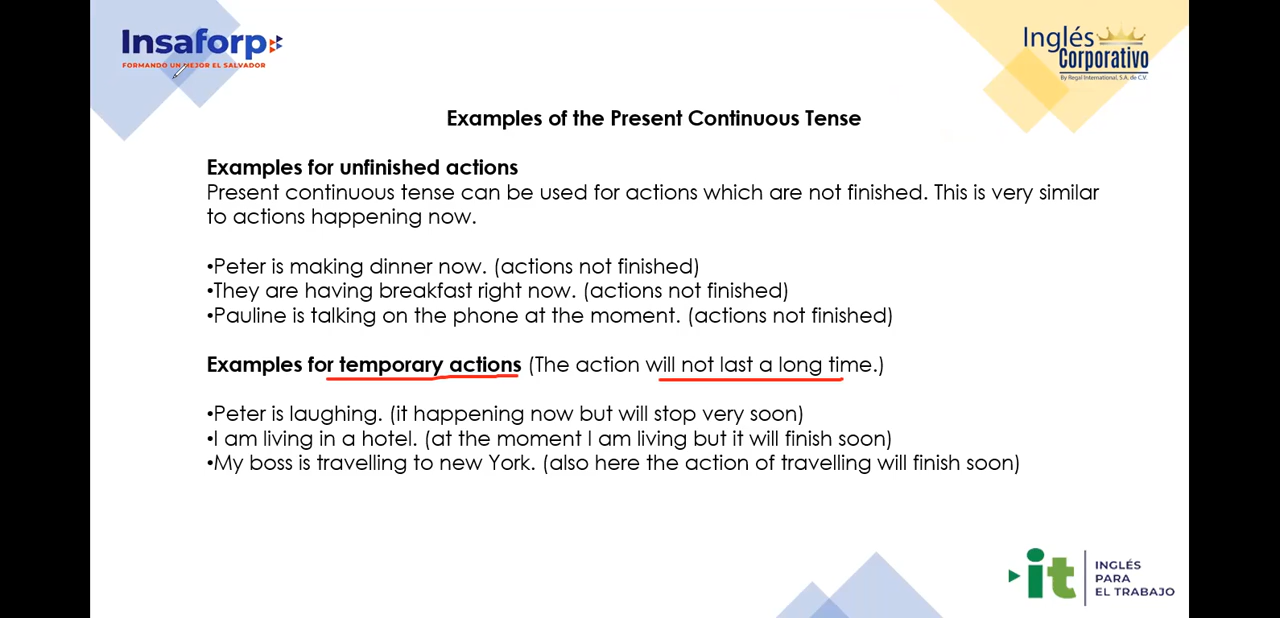 Insaforp
FORMANDO UN MEJOR EL SALVADOR
Inglés
Corporativo
By Regal International, S.A. de C.V.
Examples of the Present Continuous Tense
Examples for unfinished actions
Present continuous tense can be used for actions which are not finished. This is very similar
to actions happening now.
•Peter is making dinner now. (actions not finished)
•They are having breakfast right now. (actions not finished)
•Pauline is talking on the phone at the moment. (actions not finished)
Examples for temporary actions (The action will not last a long time.)
•Peter is laughing. (it happening now but will stop very soon)
•I am living in a hotel. (at the moment I am living but it will finish soon)
•My boss is travelling to new York. (also here the action of travelling will finish soon)
it
INGLÉS
PARA
EL TRABAJO